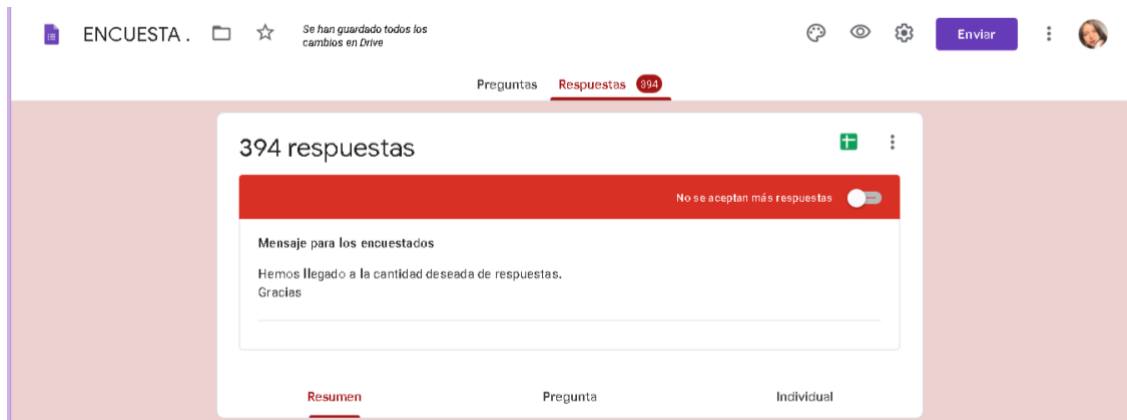 ENCUESTA .
Se han guardado todos los
cambios en Drive
Enviar
Preguntas Respuestas 394
394 respuestas
No se aceptan más respuestas
Mensaje para los encuestados
Hemos llegado a la cantidad deseada de respuestas.
Gracias
Resumen Pregunta Individual